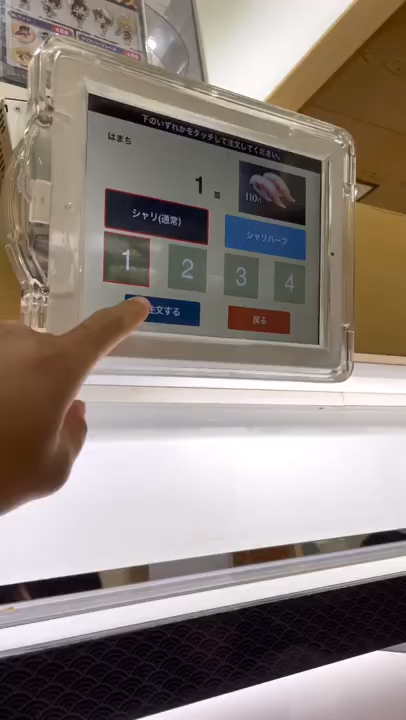 下のいずれかをタッチして注文してください。
はまち
1 皿
110円
シャリ(通常)
シャリハーフ
1
2
3
4
注文する
戻る